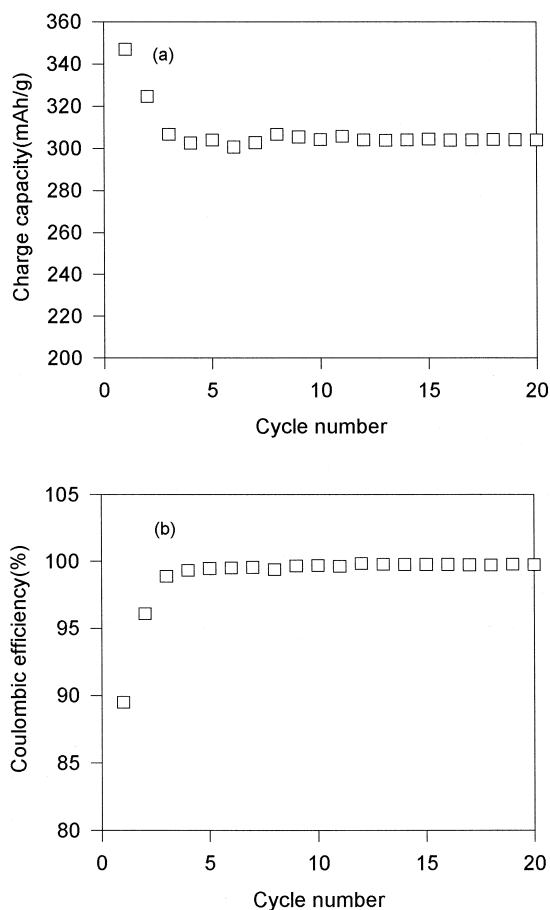 360
(a)
340
320
300
280
260
240
220
200
0 5 10 15 20
Charge capacity(mAh/g)
Cycle number
105
(b)
100
95
90
85
80
0 5 10 15 20
Coulombic efficiency(%)
Cycle number